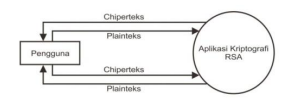 Chiperteks
Plainteks
Pengguna
Aplikasi Kriptografi
RSA
Chiperteks
Plainteks